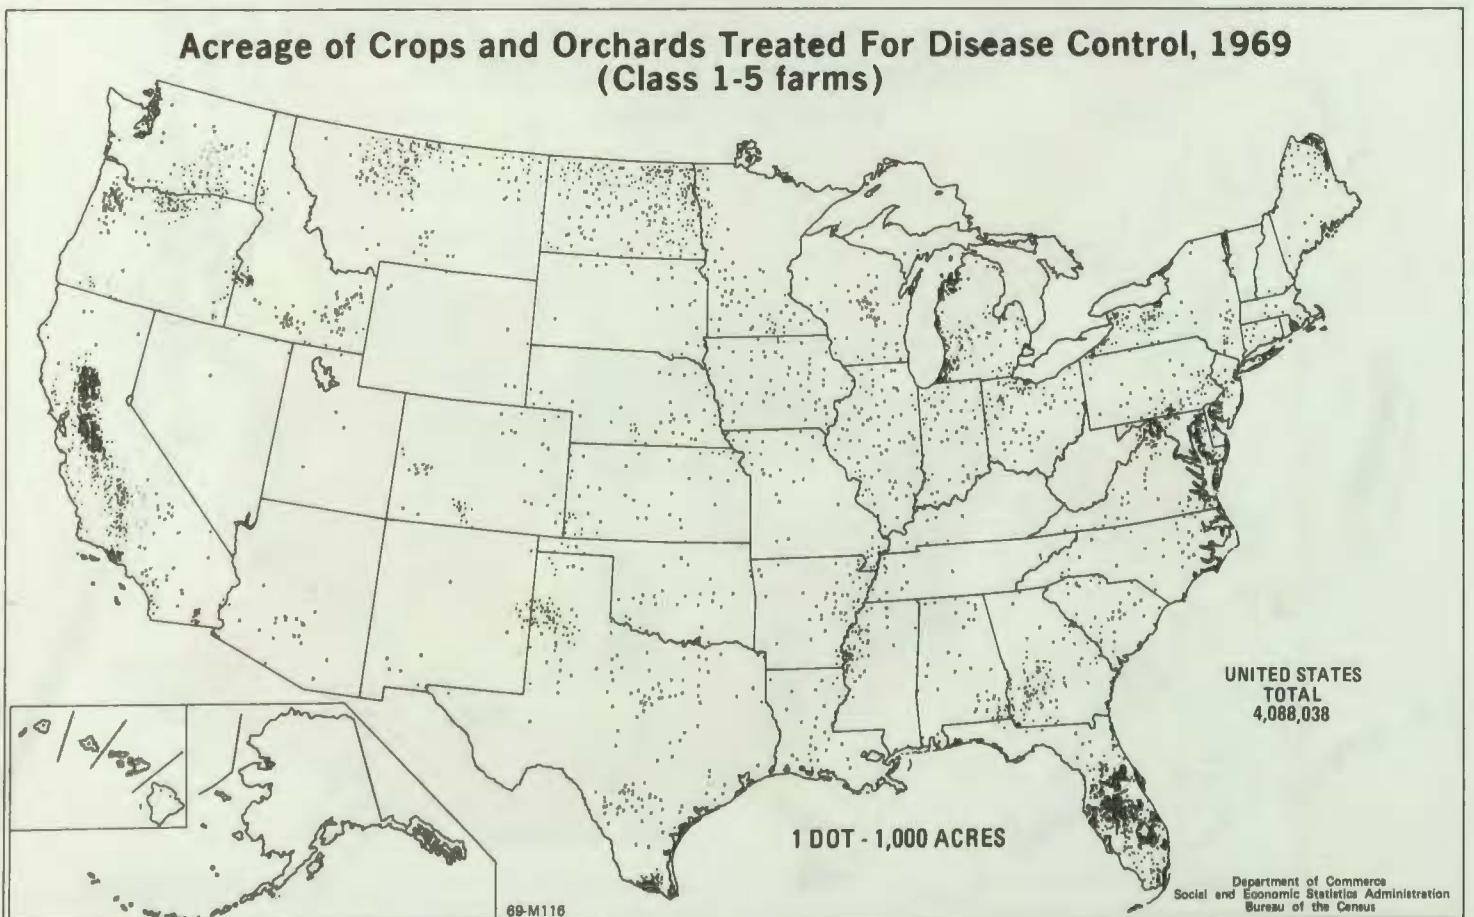 Acreage of Crops and Orchards Treated For Disease Control, 1969
(Class 1-5 farms)
UNITED STATES
TOTAL
4,088,038
1 DOT - 1,000 ACRES
Department of Commerce
Social and Economic Statistics Administration
Bureau of the Census
69-M116